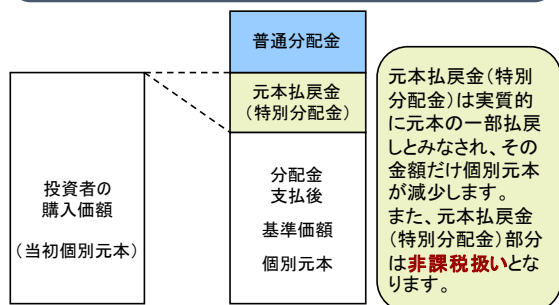 普通分配金
元本払戻金
（特別分配金）
投資者の
購入価額
（当初個別元本）
分配金
支払後
基準価額
個別元本
元本払戻金（特別
分配金）は実質的
に元本の一部払戻
しとみなされ、その
金額だけ個別元本
が減少します。
また、元本払戻金
（特別分配金）部分
は非課税扱いとな
ります。